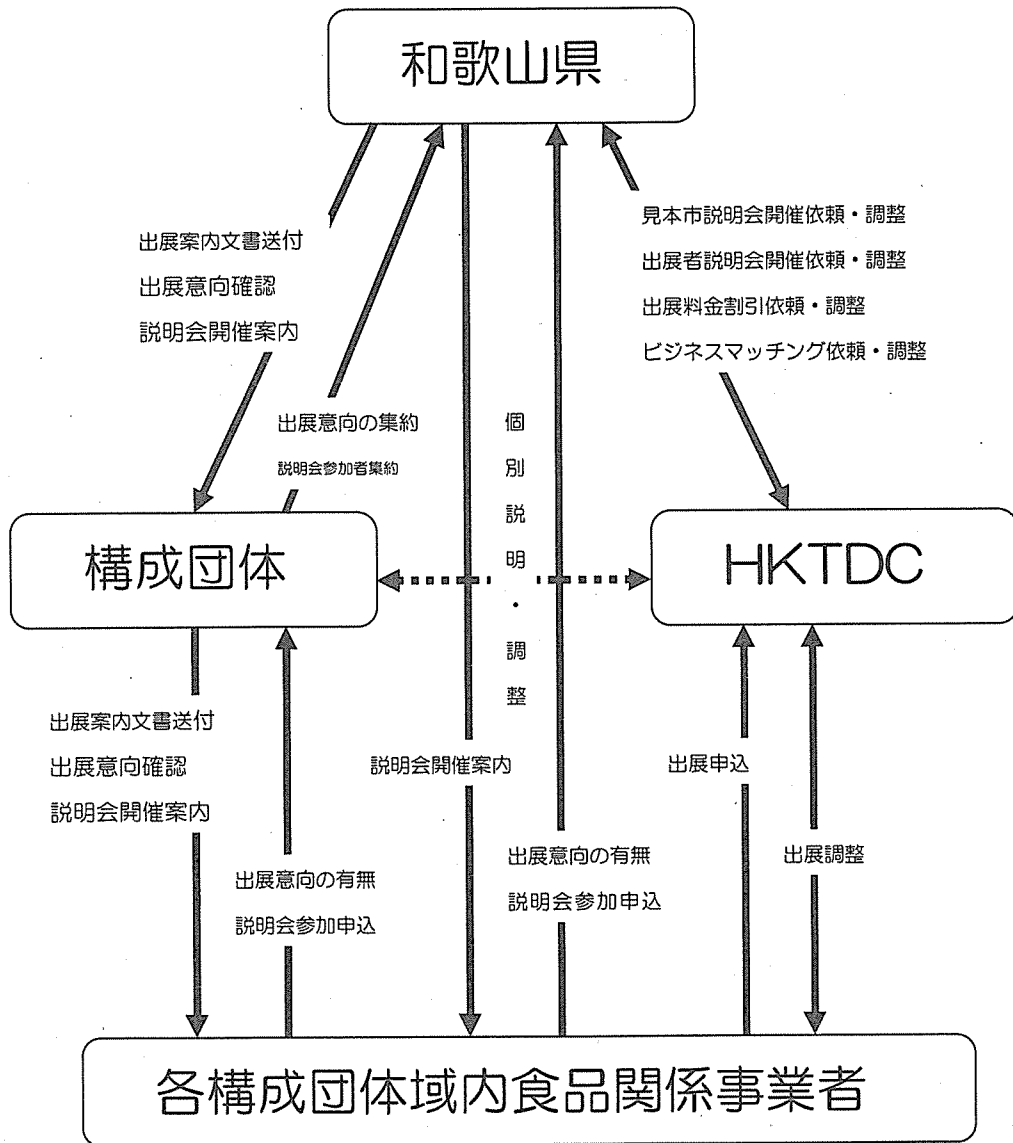 和歌山県
見本市説明会開催依頼・調整
出展者説明会開催依頼・調整
出展料金割引依頼・調整
ビジネスマッチング依頼・調整
出展案内文書送付
出展意向確認
説明会開催案内
出展意向の集約
説明会参加者集約
個別説明・調整
構成団体
HKTDC
出展案内文書送付
出展意向確認
説明会開催案内
出展意向の有無
説明会参加申込
説明会開催案内
出展意向の有無
説明会参加申込
出展申込
出展調整
各構成団体域内食品関係事業者